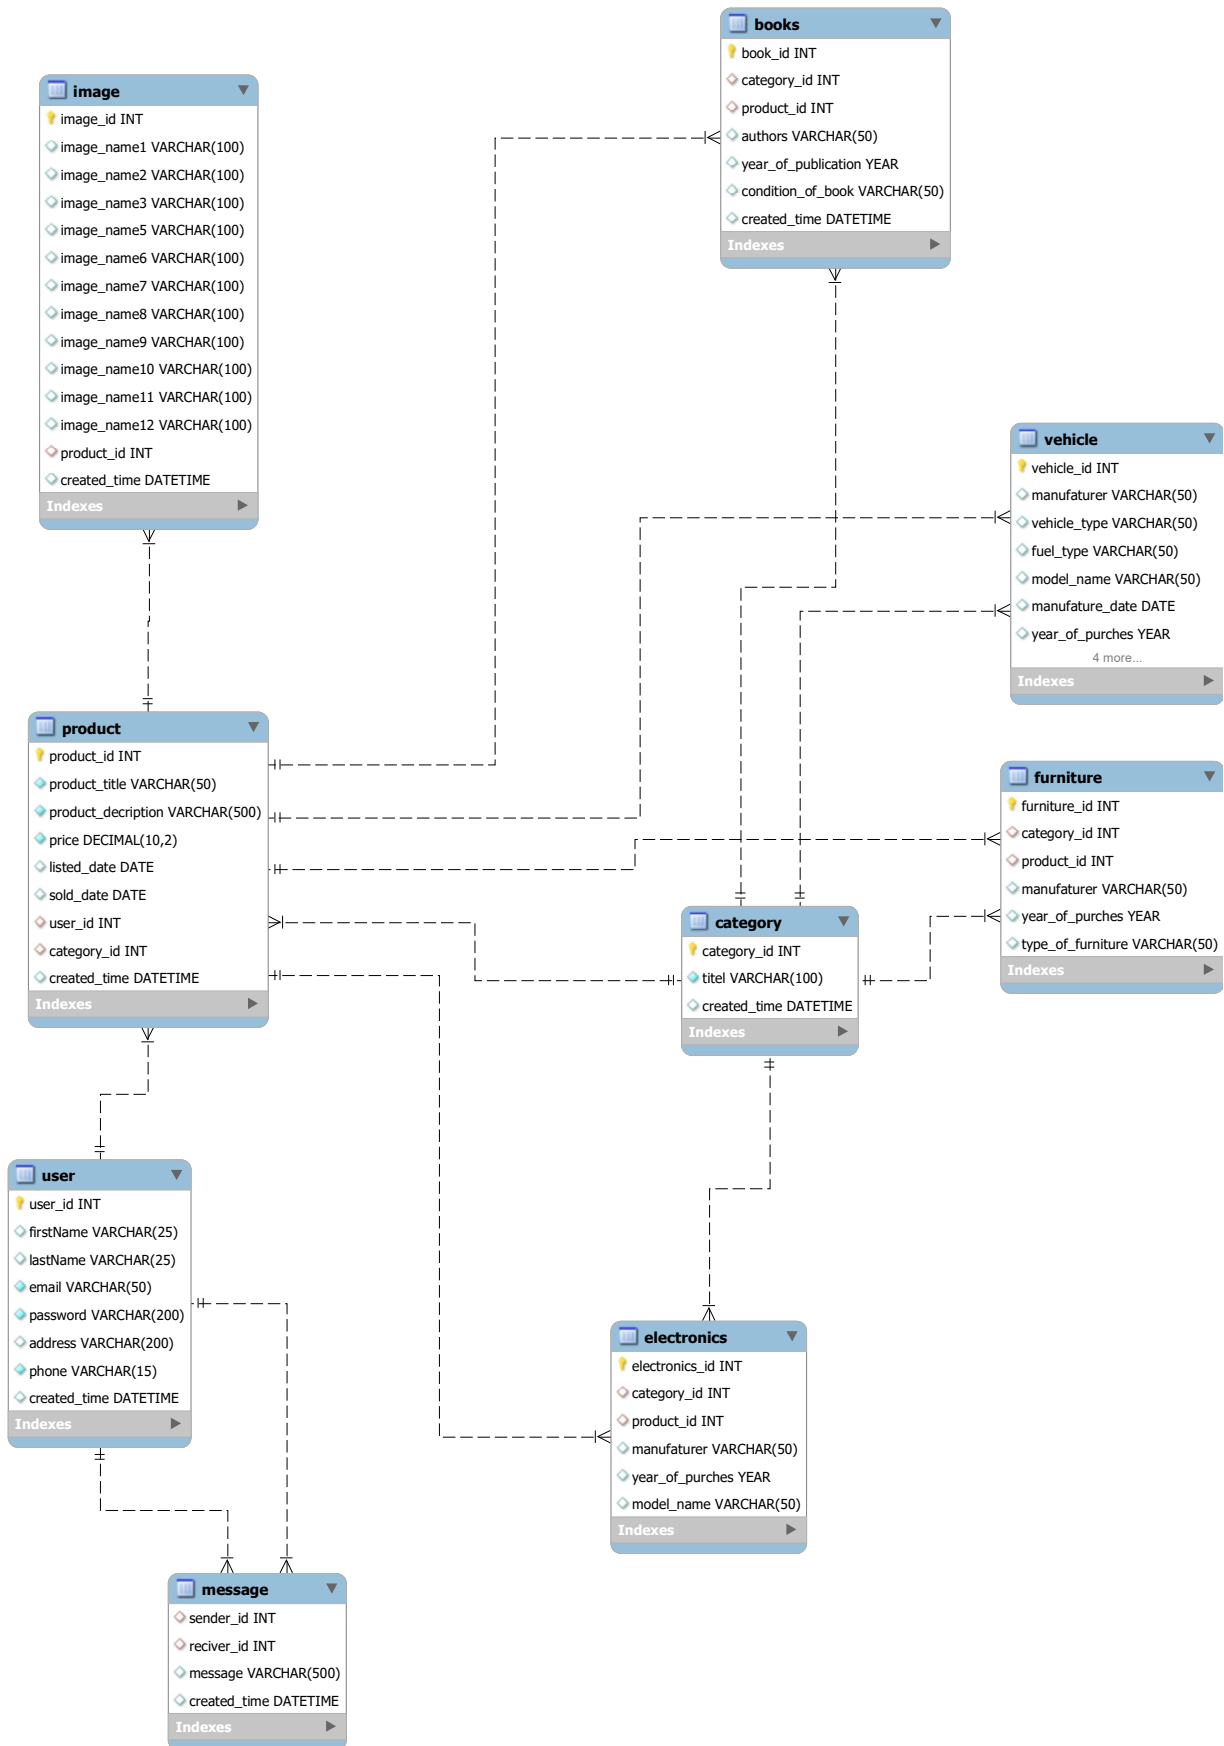 books
book_id INT
category_id INT
product_id INT
authors VARCHAR(50)
year_of_publication YEAR
condition_of_book VARCHAR(50)
created_time DATETIME
Indexes
image
image_id INT
image_name1 VARCHAR(100)
image_name2 VARCHAR(100)
image_name3 VARCHAR(100)
image_name5 VARCHAR(100)
image_name6 VARCHAR(100)
image_name7 VARCHAR(100)
image_name8 VARCHAR(100)
image_name9 VARCHAR(100)
image_name10 VARCHAR(100)
image_name11 VARCHAR(100)
image_name12 VARCHAR(100)
product_id INT
created_time DATETIME
Indexes
vehicle
vehicle_id INT
manufaturer VARCHAR(50)
vehicle_type VARCHAR(50)
fuel_type VARCHAR(50)
model_name VARCHAR(50)
manufature_date DATE
year_of_purches YEAR
4 more...
Indexes
product
product_id INT
product_title VARCHAR(50)
product_decription VARCHAR(500)
price DECIMAL(10,2)
listed_date DATE
sold_date DATE
user_id INT
category_id INT
created_time DATETIME
Indexes
furniture
furniture_id INT
category_id INT
product_id INT
manufaturer VARCHAR(50)
year_of_purches YEAR
type_of_furniture VARCHAR(50)
Indexes
category
category_id INT
titel VARCHAR(100)
created_time DATETIME
Indexes
user
user_id INT
firstName VARCHAR(25)
lastName VARCHAR(25)
email VARCHAR(50)
password VARCHAR(200)
address VARCHAR(200)
phone VARCHAR(15)
created_time DATETIME
Indexes
electronics
electronics_id INT
category_id INT
product_id INT
manufaturer VARCHAR(50)
year_of_purches YEAR
model_name VARCHAR(50)
Indexes
message
sender_id INT
reciver_id INT
message VARCHAR(500)
created_time DATETIME
Indexes